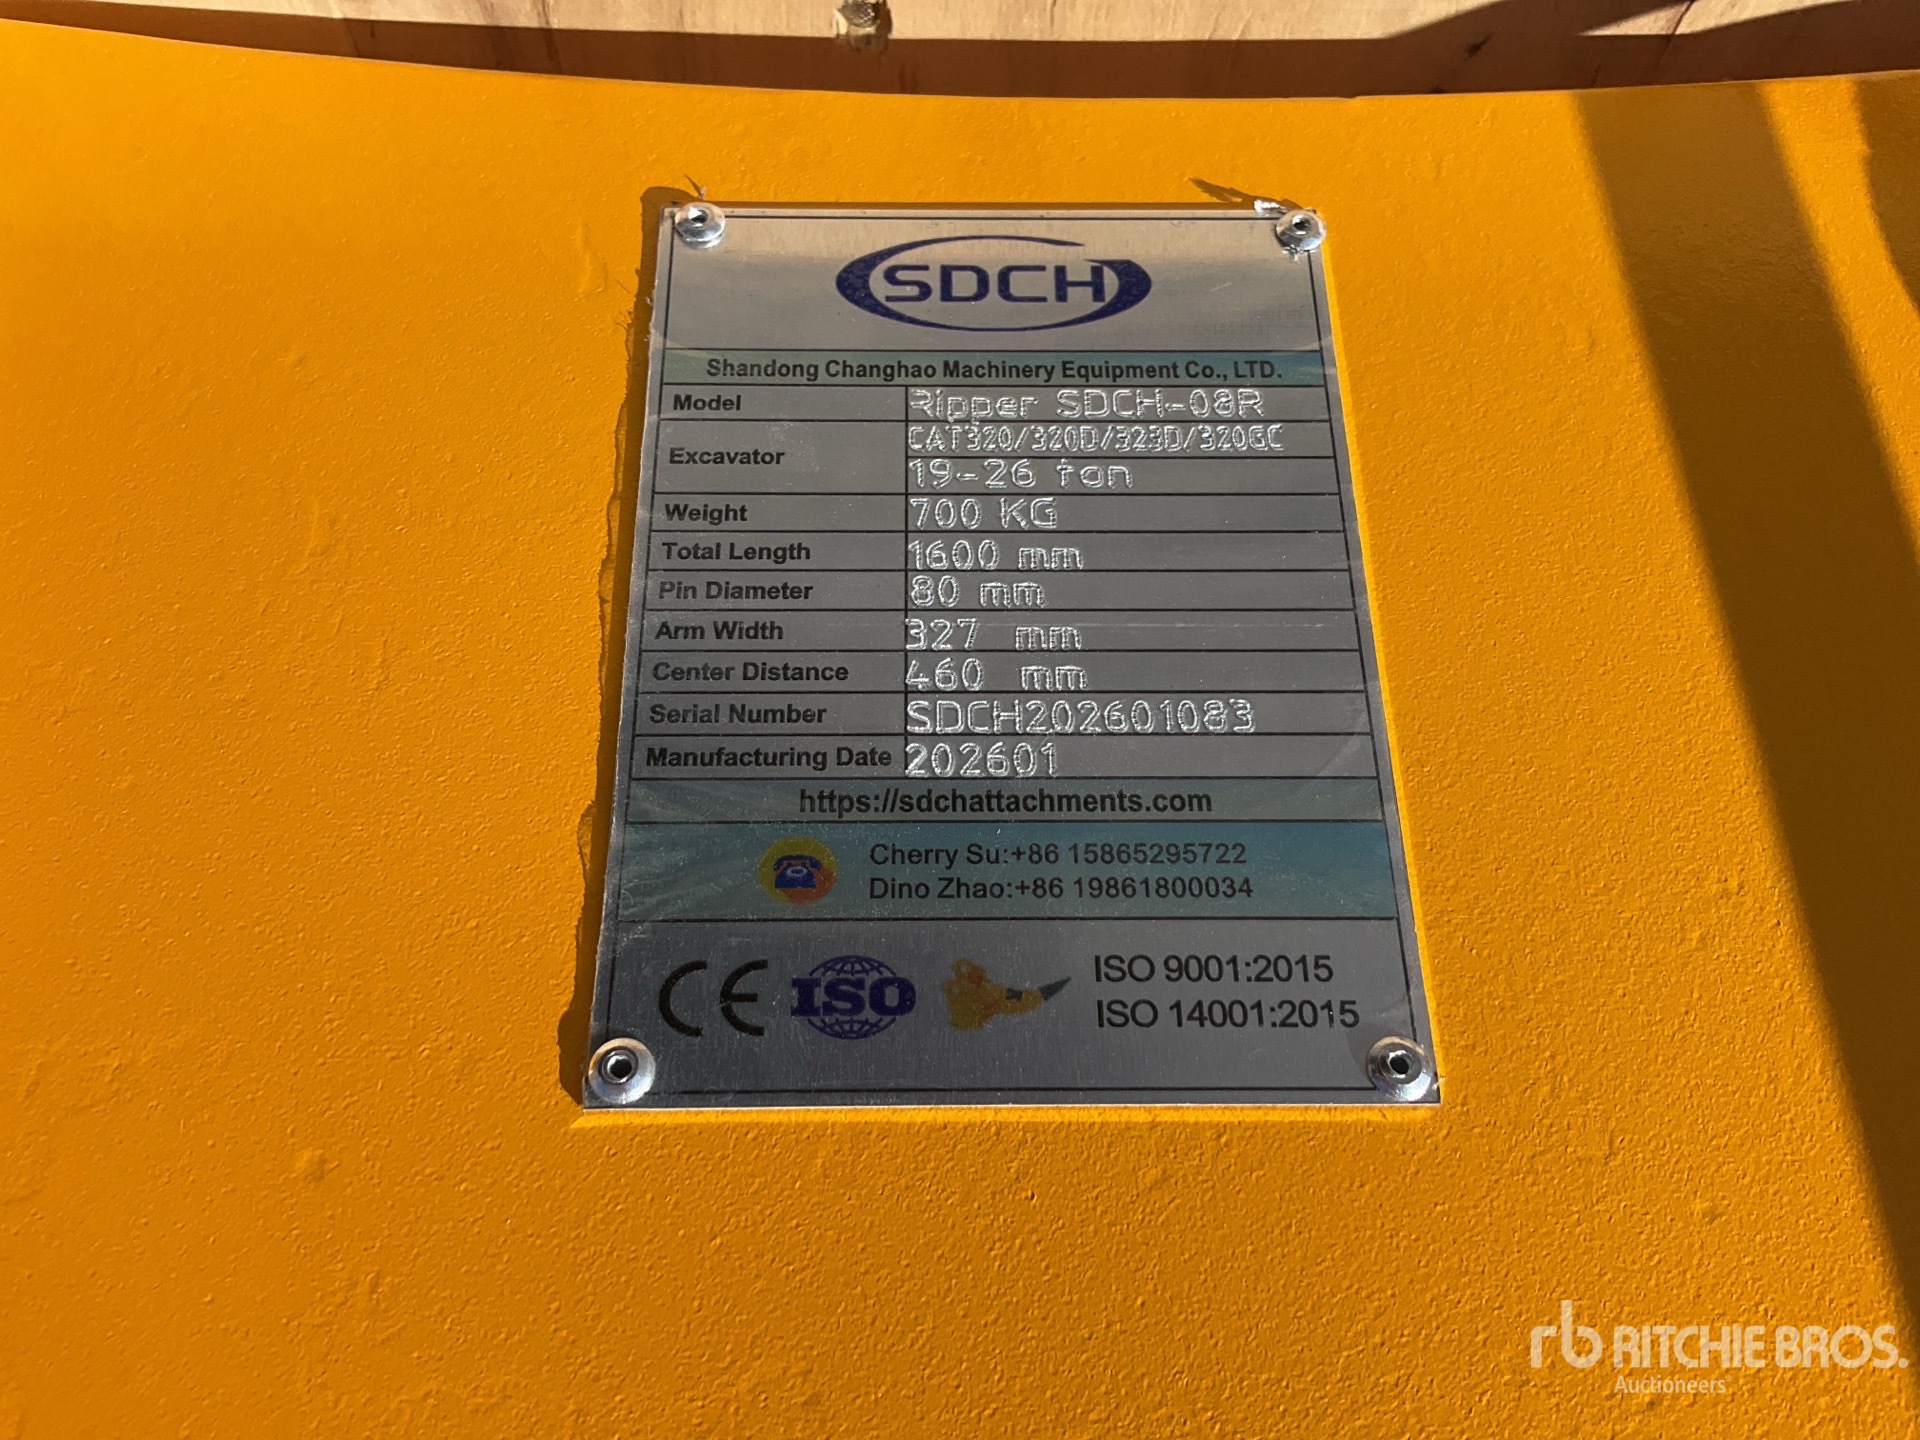 SDCH
Shandong Changhao Machinery Equipment Co., LTD.
Model Ripper SDCH-08R
Excavator CAT320/320D/323D/320GC
19-26 ton
Weight 700 KG
Total Length 1600 mm
Pin Diameter 80 mm
Arm Width 327 mm
Center Distance 460 mm
Serial Number SDCH202601083
Manufacturing Date 202601
https://sdchattachments.com
Cherry Su:+86 15865295722
Dino Zhao:+86 19861800034
CE ISO ISO 9001:2015
ISO 14001:2015
rb RITCHIE BROS.
Auctioneers